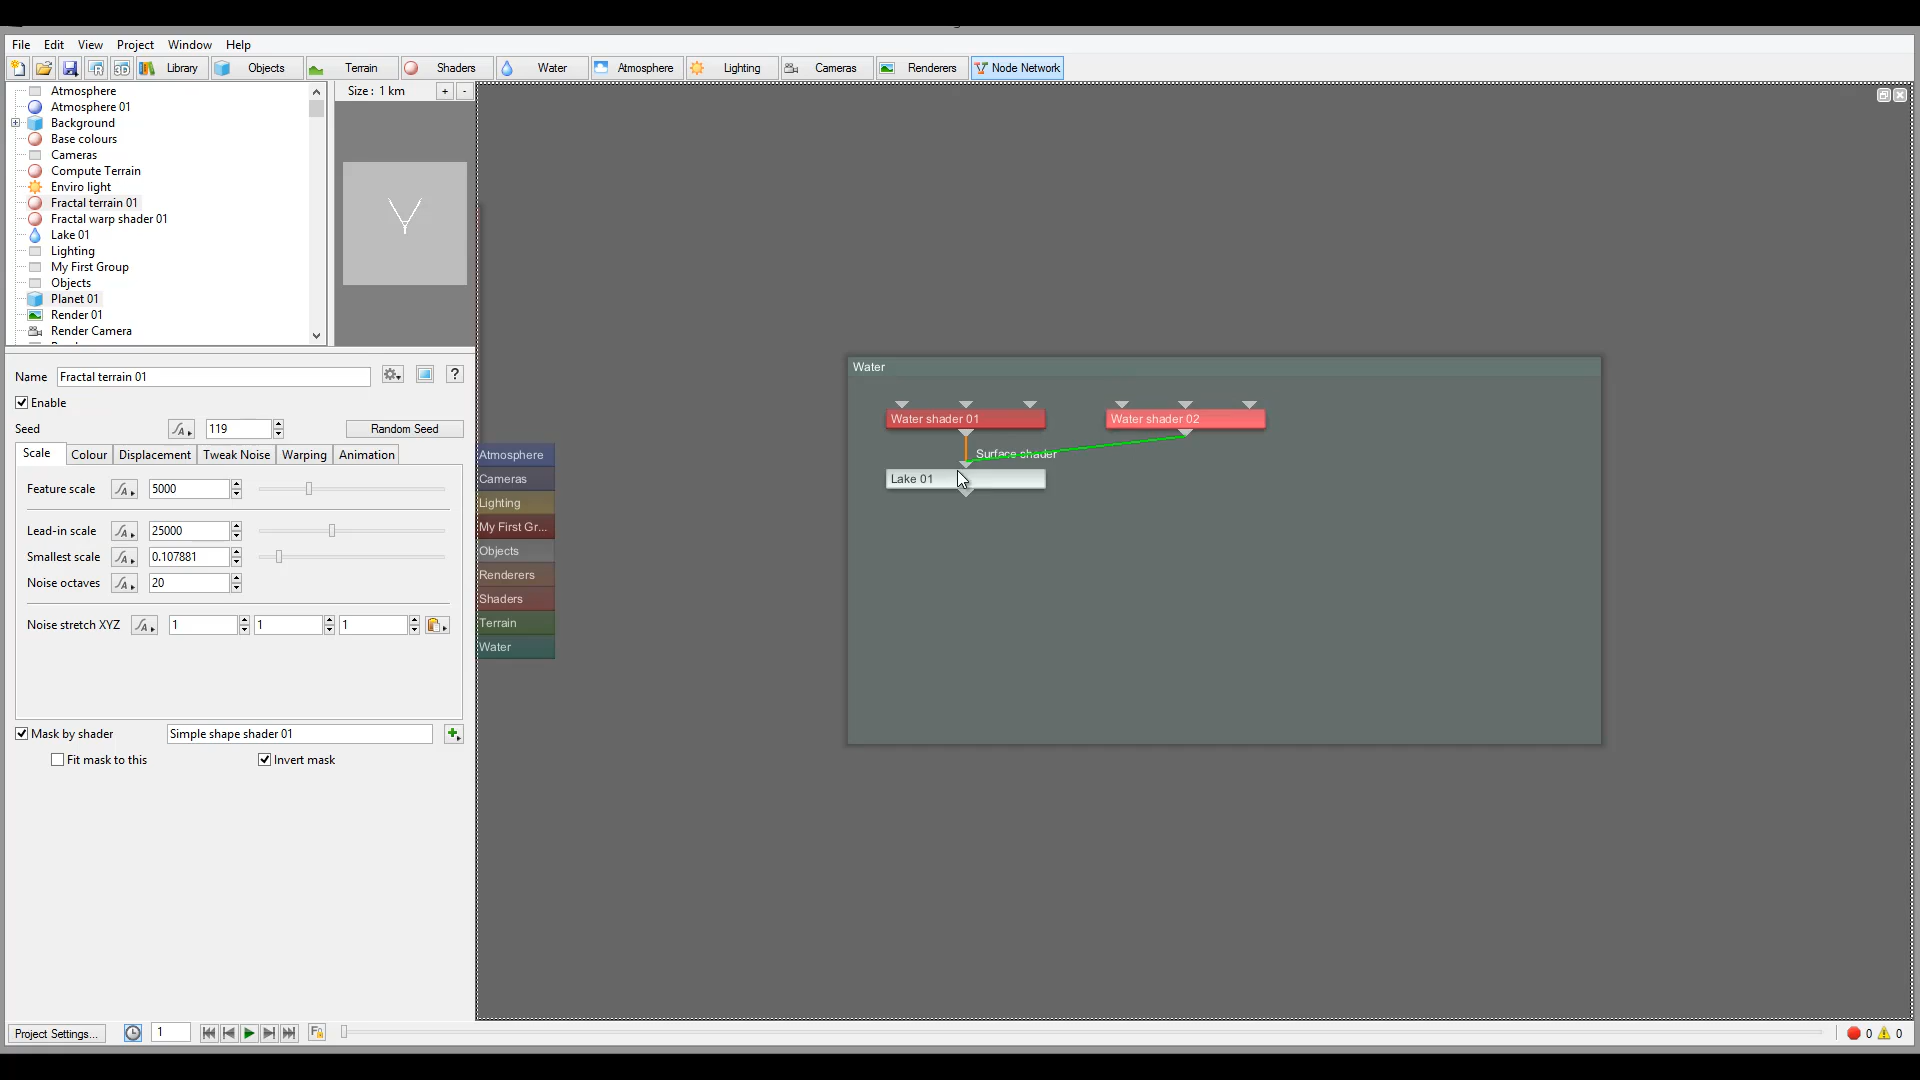 File Edit View Project Window Help
Library Objects Terrain Shaders Water Atmosphere Lighting Cameras Renderers Node Network
Atmosphere
Atmosphere 01
Background
Base colours
Cameras
Compute Terrain
Enviro light
Fractal terrain 01
Fractal warp shader 01
Lake 01
Lighting
My First Group
Objects
Planet 01
Render 01
Render Camera
Size : 1 km + -
Name Fractal terrain 01 ?
Enable
Seed 119 Random Seed
Scale Colour Displacement Tweak Noise Warping Animation
Feature scale 5000
Lead-in scale 25000
Smallest scale 0.107881
Noise octaves 20
Noise stretch XYZ 1 1 1
Mask by shader Simple shape shader 01
Fit mask to this Invert mask
Atmosphere
Cameras
Lighting
My First Gr...
Objects
Renderers
Shaders
Terrain
Water
Water
Water shader 01 Water shader 02
Surface shader
Lake 01
Project Settings... 1 0 0